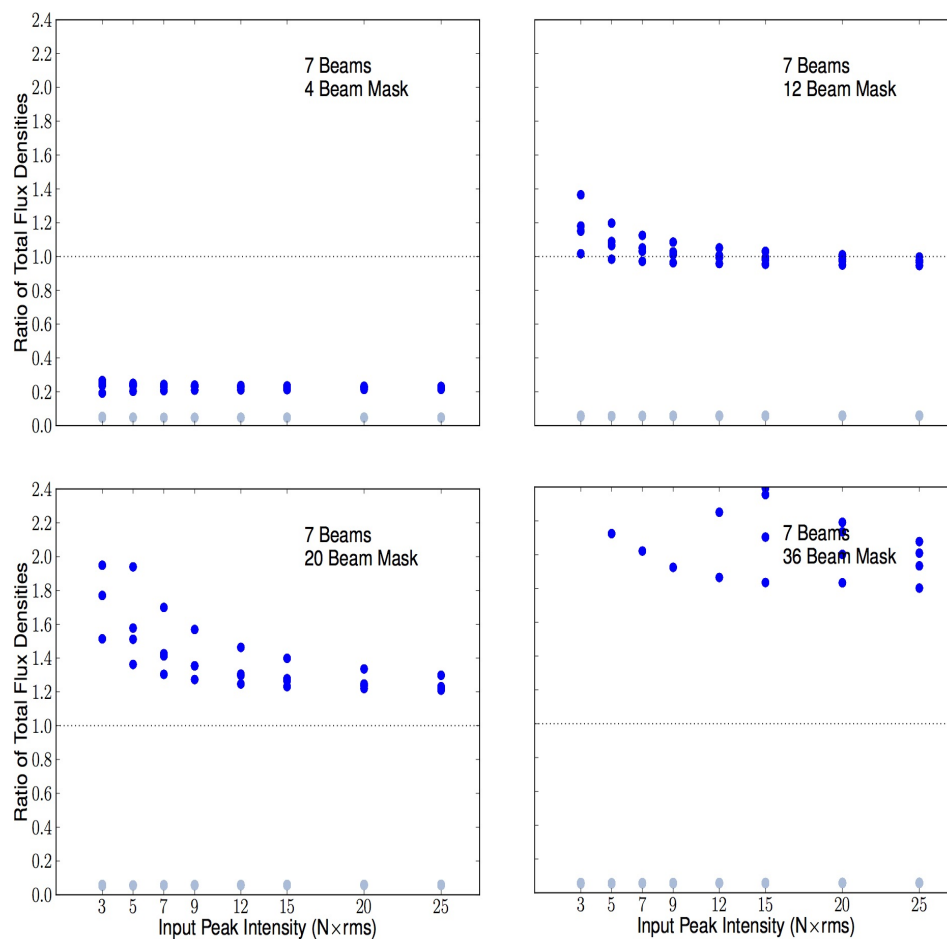 2.4
2.2
2.0
1.8
1.6
1.4
1.2
1.0
0.8
0.6
0.4
0.2
0.0
Ratio of Total Flux Densities
7 Beams
4 Beam Mask
7 Beams
12 Beam Mask
2.4
2.2
2.0
1.8
1.6
1.4
1.2
1.0
0.8
0.6
0.4
0.2
0.0
Ratio of Total Flux Densities
7 Beams
20 Beam Mask
3 5 7 9 12 15 20 25
Input Peak Intensity (N×rms)
7 Beams
36 Beam Mask
3 5 7 9 12 15 20 25
Input Peak Intensity (N×rms)